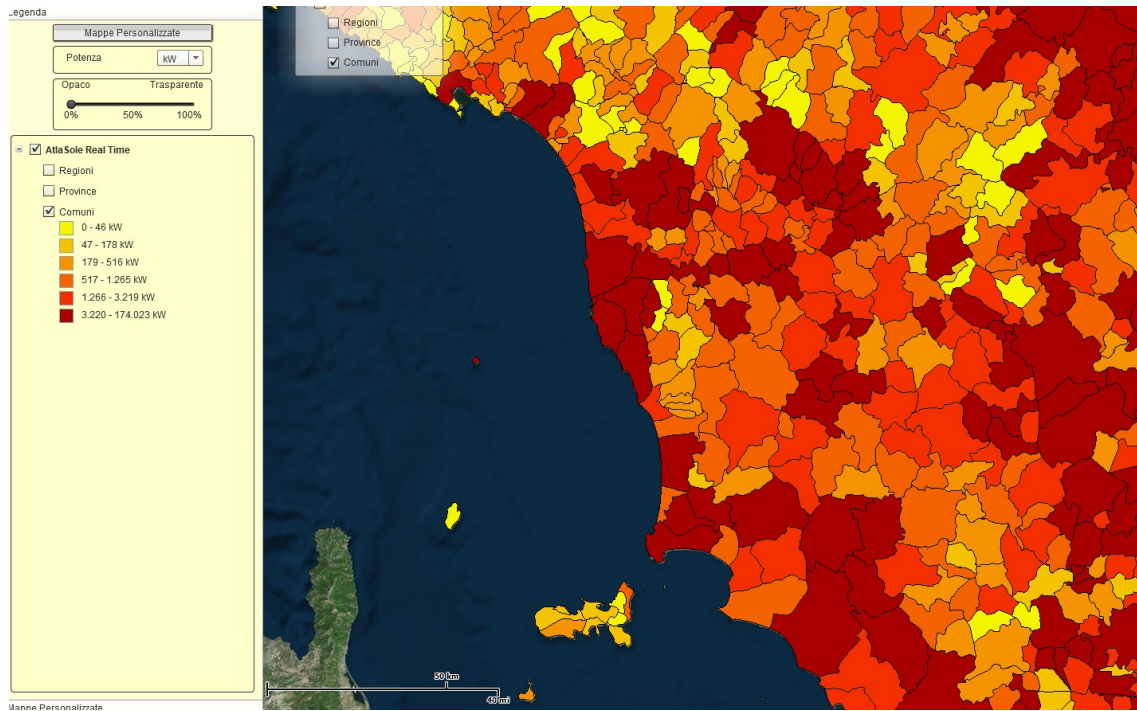 Legenda
Mappe Personalizzate
Potenza kW
Opaco Trasparente
0% 50% 100%
AtlaSole Real Time
Regioni
Province
Comuni
0 - 46 kW
47 - 178 kW
179 - 516 kW
517 - 1.265 kW
1.266 - 3.219 kW
3.220 - 174.023 kW
Mappe Personalizzate
Regioni
Province
Comuni
50 km
40 mi